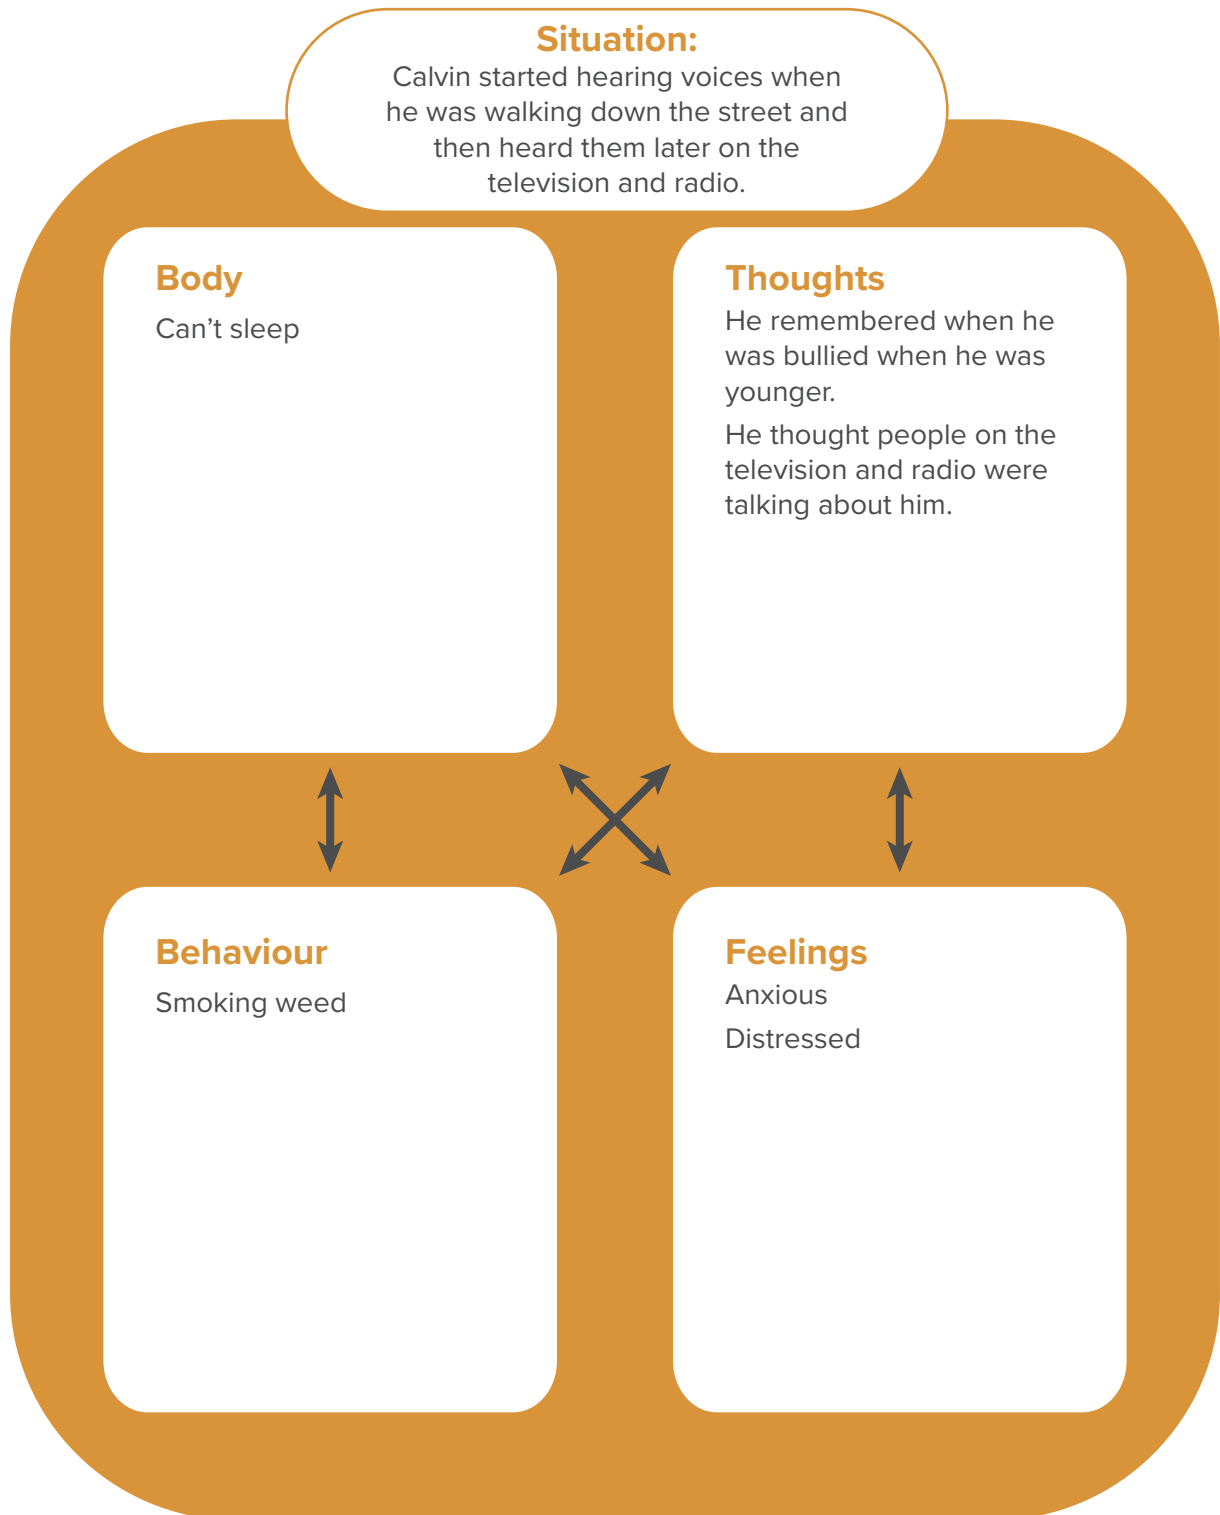 Situation:
Calvin started hearing voices when
he was walking down the street and
then heard them later on the
television and radio.
Body
Can’t sleep
Thoughts
He remembered when he
was bullied when he was
younger.
He thought people on the
television and radio were
talking about him.
Behaviour
Smoking weed
Feelings
Anxious
Distressed